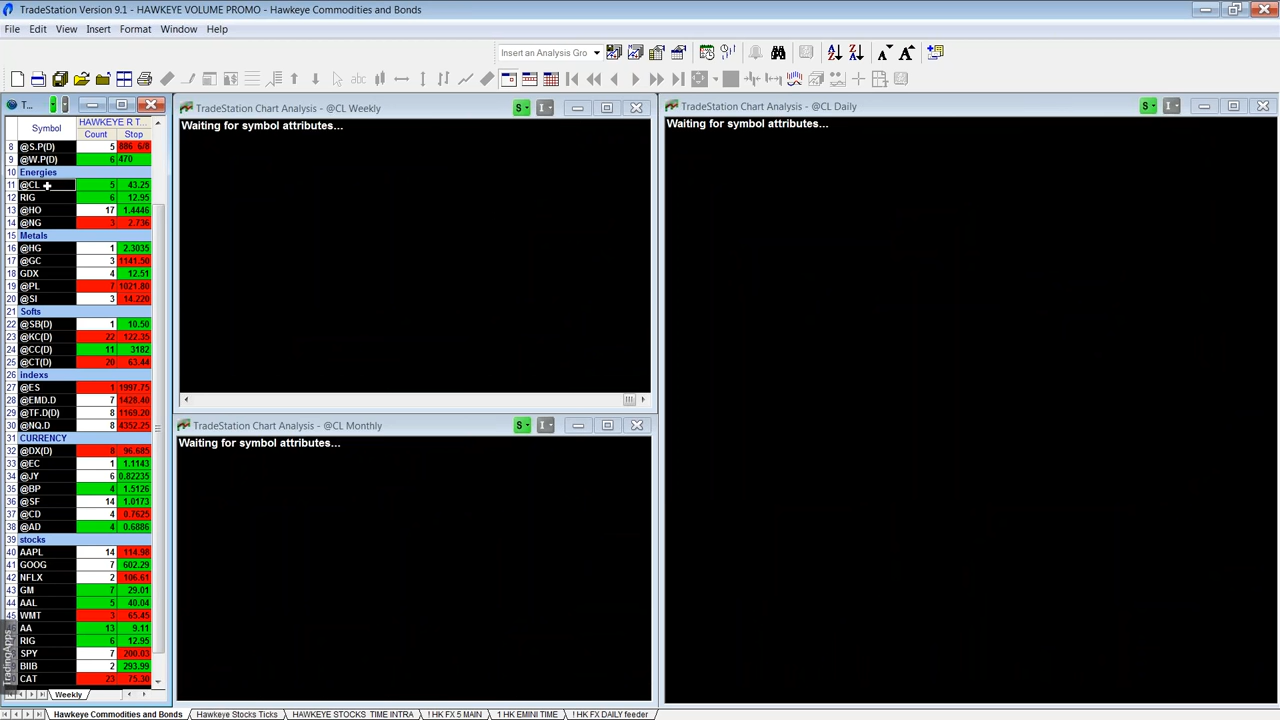 TradeStation Version 9.1 - HAWKEYE VOLUME PROMO - Hawkeye Commodities and Bonds
File Edit View Insert Format Window Help
Insert an Analysis Gro
T...
TradeStation Chart Analysis - @CL Weekly
TradeStation Chart Analysis - @CL Daily
Waiting for symbol attributes...
Waiting for symbol attributes...
Symbol HAWKEYE R T...
Count Stop
8 @S.P(D) 5 886 6/8
9 @W.P(D) 6 470
10 Energies
11 @CL 5 43.25
12 RIG 6 12.95
13 @HO 17 1.4446
14 @NG 3 2.736
15 Metals
16 @HG 1 2.3035
17 @GC 3 1141.50
18 GDX 4 12.51
19 @PL 7 1021.80
20 @SI 3 14.220
21 Softs
22 @SB(D) 1 10.50
23 @KC(D) 22 122.35
24 @CC(D) 11 3182
25 @CT(D) 20 63.44
26 indexs
27 @ES 1 1997.75
28 @EMD.D 7 1428.40
29 @TF.D(D) 8 1169.20
30 @NQ.D 8 4352.25
31 CURRENCY
32 @DX(D) 8 96.685
33 @EC 1 1.1143
34 @JY 6 0.82235
35 @BP 4 1.5126
36 @SF 14 1.0173
37 @CD 4 0.7625
38 @AD 4 0.6886
39 stocks
40 AAPL 14 114.98
41 GOOG 7 602.29
42 NFLX 2 106.61
43 GM 7 29.01
44 AAL 5 40.04
45 WMT 3 65.45
AA 13 9.11
RIG 6 12.95
SPY 7 200.03
BIIB 2 293.99
CAT 23 75.30
TradingApps
Weekly
TradeStation Chart Analysis - @CL Monthly
Waiting for symbol attributes...
Hawkeye Commodities and Bonds Hawkeye Stocks Ticks HAWKEYE STOCKS TIME INTRA ! HK FX 5 MAIN 1 HK EMINI TIME ! HK FX DAILY feeder